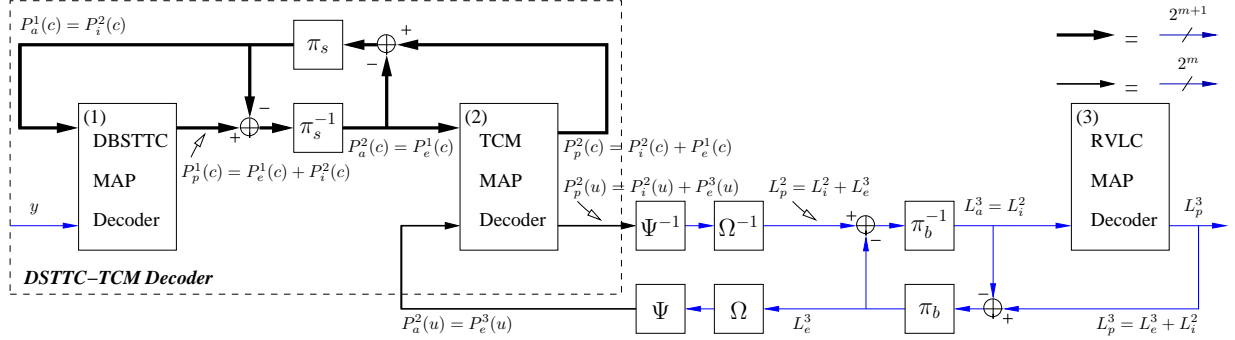 P_a^1(c) = P_i^2(c)
π_s
+
−
2^{m+1}
=
2^m
=
(1)
DBSTTC
MAP
Decoder
−
+
π_s^{-1}
P_p^1(c) = P_e^1(c) + P_i^2(c)
P_a^2(c) = P_e^1(c)
(2)
TCM
MAP
Decoder
P_p^2(c) = P_i^2(c) + P_e^1(c)
P_p^2(u) = P_i^2(u) + P_e^3(u)
y
Ψ^{-1}
Ω^{-1}
L_p^2 = L_i^2 + L_e^3
+
−
π_b^{-1}
L_a^3 = L_i^2
(3)
RVLC
MAP
Decoder
L_p^3
DSTTC–TCM Decoder
P_a^2(u) = P_e^3(u)
Ψ
Ω
L_e^3
π_b
−
+
L_p^3 = L_e^3 + L_i^2